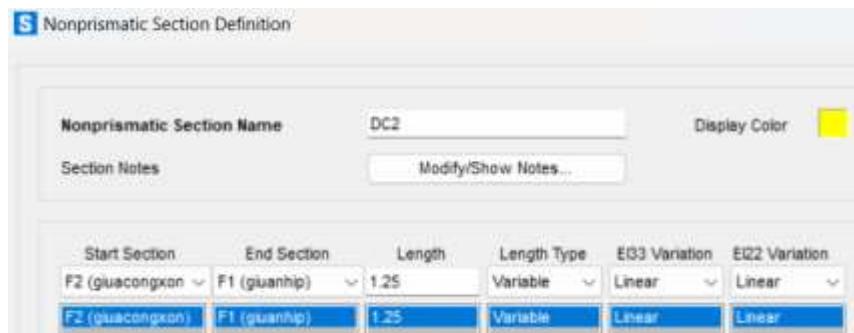 S Nonprismatic Section Definition
Nonprismatic Section Name DC2 Display Color
Section Notes Modify/Show Notes...
Start Section End Section Length Length Type EI33 Variation EI22 Variation
F2 (giuacongxon F1 (giuanhip) 1.25 Variable Linear Linear
F2 (giuacongxon) F1 (giuanhip) 1.25 Variable Linear Linear